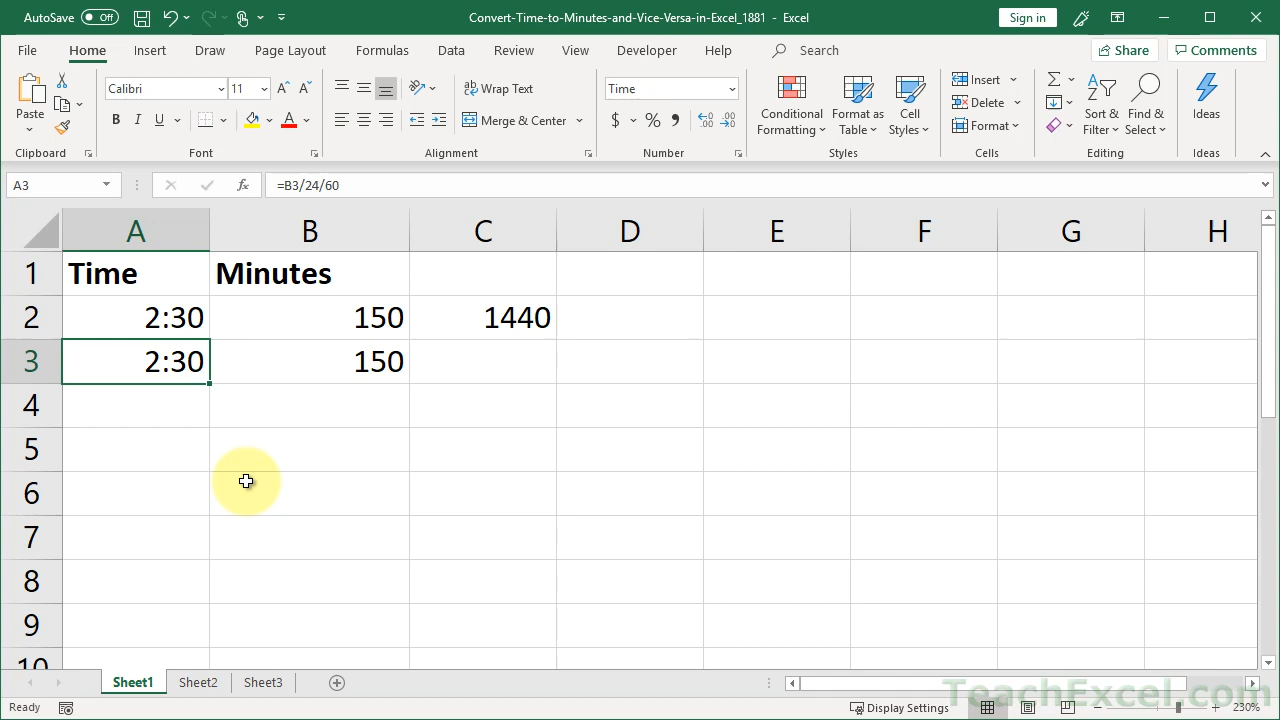 AutoSave Off
Convert-Time-to-Minutes-and-Vice-Versa-in-Excel_1881 - Excel
Sign in
File Home Insert Draw Page Layout Formulas Data Review View Developer Help Search
Share Comments
Paste
Calibri 11
B I U A
Wrap Text
Merge & Center
Time
$ % ,
Conditional Formatting
Format as Table
Cell Styles
Insert
Delete
Format
Sort & Filter
Find & Select
Ideas
Clipboard Font Alignment Number Styles Cells Editing Ideas
A3 fx =B3/24/60
A B C D E F G H
1 Time Minutes
2 2:30 150 1440
3 2:30 150
4
5
6
7
8
9
10
Sheet1 Sheet2 Sheet3
TeachExcel.com
Ready Display Settings 230%